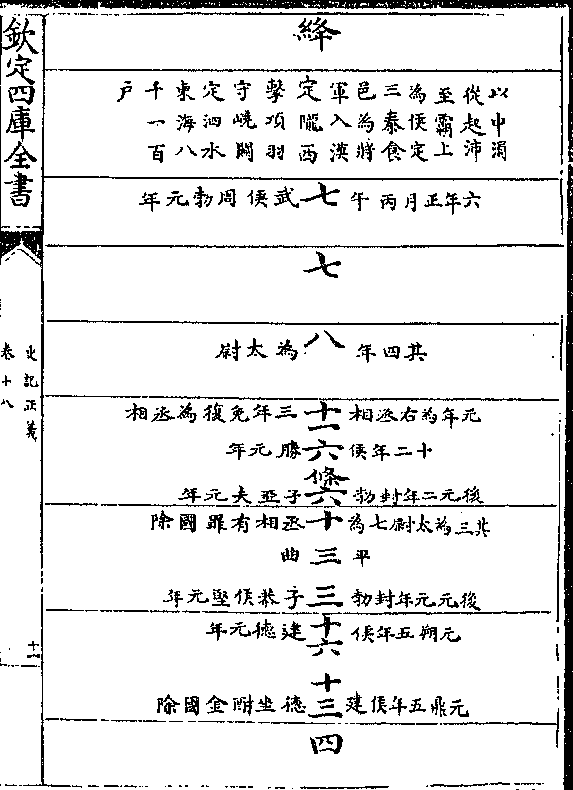 欽定四庫全書
史記正義
卷十八
十一
絳
以中涓
從起沛
至霸上
為侯定
三秦食
邑為將
軍入漢
定隴西
擊項羽
守嶢關
定泗水
東海八
千一百
户
七
六年正月丙午武侯周勃元年
七
八
其四年為太尉
十一
元年為右丞相三年免復為丞相
六
十二年侯勝元年
條
六
後元二年封勃子亞夫元年
十
其三為太尉七為丞相有罪國除
三
平曲
三
後元元年封勃子恭侯堅元年
十六
元朔五年侯建德元年
十三
元鼎五年侯建德坐酎金國除
四